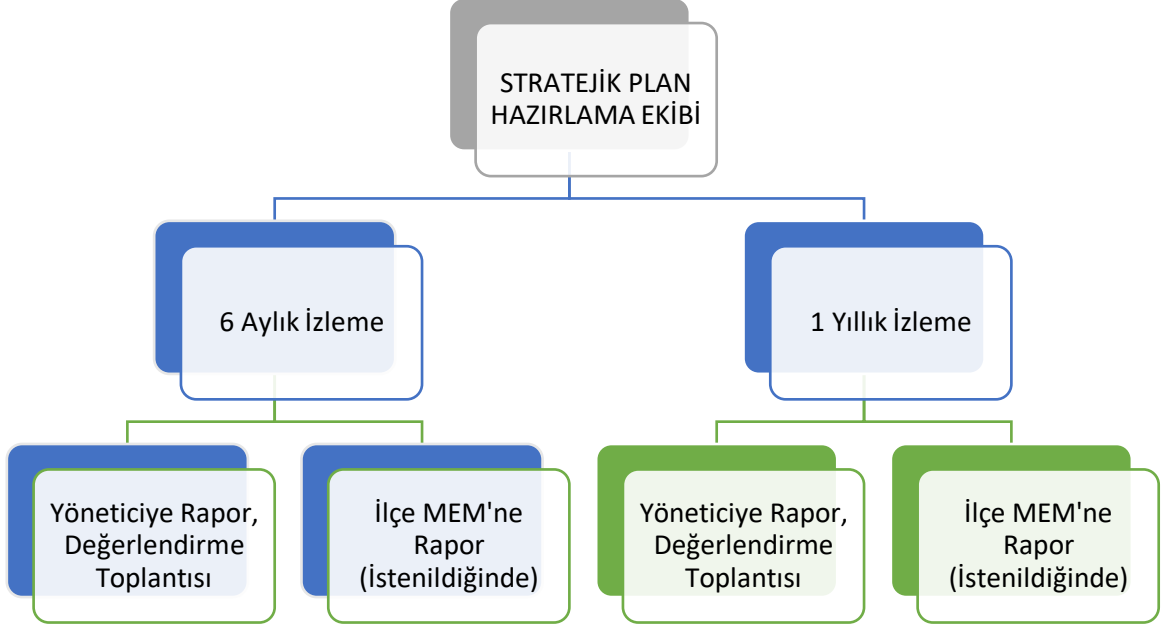 STRATEJİK PLAN
HAZIRLAMA EKİBİ
6 Aylık İzleme
1 Yıllık İzleme
Yöneticiye Rapor,
Değerlendirme
Toplantısı
İlçe MEM'ne
Rapor
(İstenildiğinde)
Yöneticiye Rapor,
Değerlendirme
Toplantısı
İlçe MEM'ne
Rapor
(İstenildiğinde)